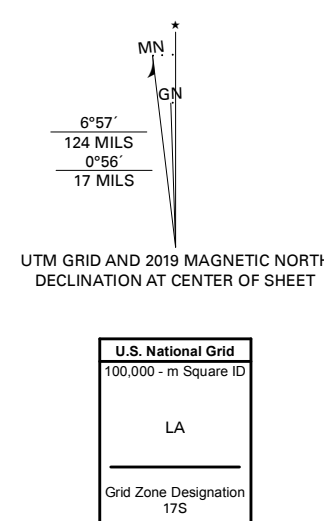 ★
MN
GN
6°57´
124 MILS
0°56´
17 MILS
UTM GRID AND 2019 MAGNETIC NORTH
DECLINATION AT CENTER OF SHEET
U.S. National Grid
100,000 - m Square ID
LA
Grid Zone Designation
17S